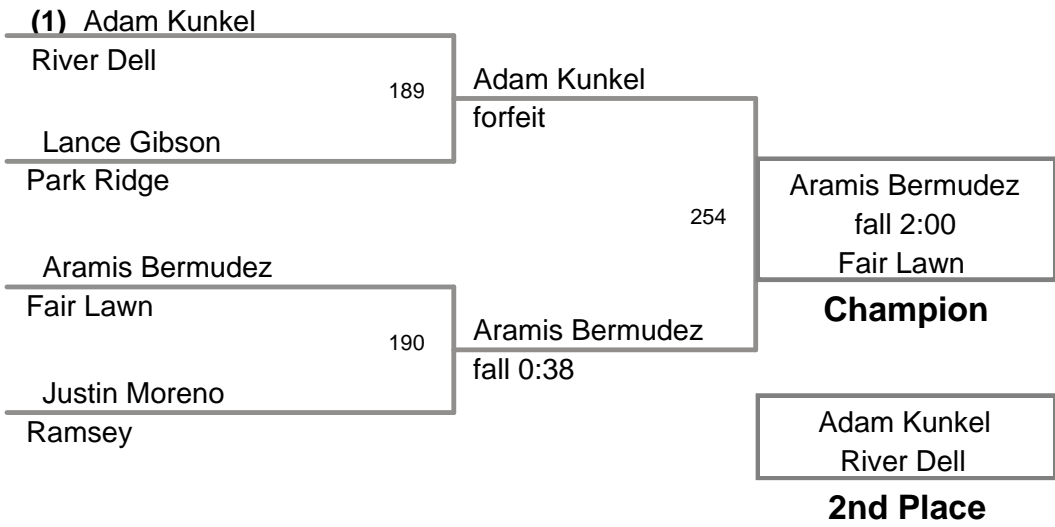 (1) Adam Kunkel
River Dell
189
Lance Gibson
Park Ridge
Adam Kunkel
forfeit
Aramis Bermudez
Fair Lawn
190
Justin Moreno
Ramsey
Aramis Bermudez
fall 0:38
254
Aramis Bermudez
fall 2:00
Fair Lawn
Champion
Adam Kunkel
River Dell
2nd Place